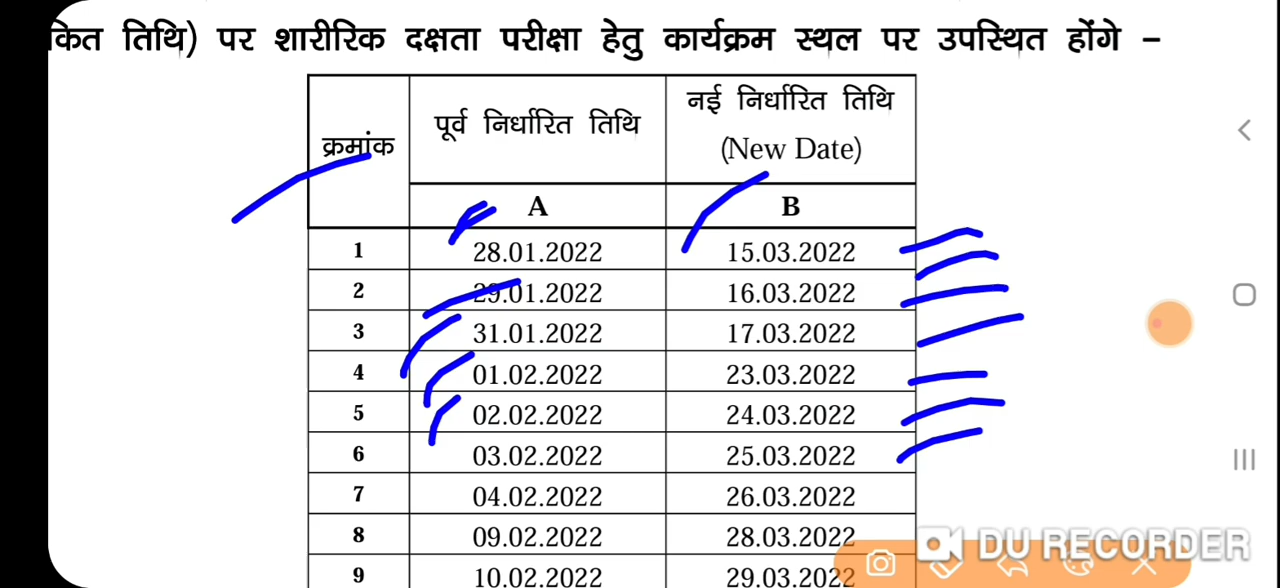 कित तिथि) पर शारीरिक दक्षता परीक्षा हेतु कार्यक्रम स्थल पर उपस्थित होंगे –
क्रमांक पूर्व निर्धारित तिथि नई निर्धारित तिथि
(New Date)
A B
1 28.01.2022 15.03.2022
2 29.01.2022 16.03.2022
3 31.01.2022 17.03.2022
4 01.02.2022 23.03.2022
5 02.02.2022 24.03.2022
6 03.02.2022 25.03.2022
7 04.02.2022 26.03.2022
8 09.02.2022 28.03.2022
9 10.02.2022 29.03.2022
DU RECORDER